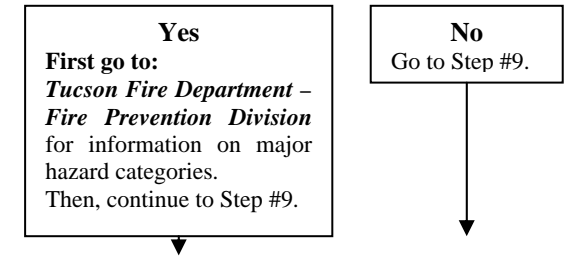 Yes
First go to:
Tucson Fire Department –
Fire Prevention Division
for information on major
hazard categories.
Then, continue to Step #9.
No
Go to Step #9.